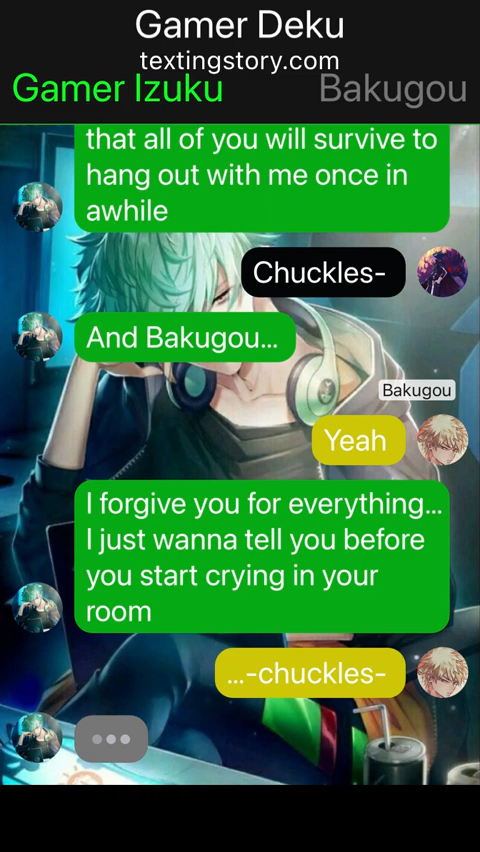 Gamer Deku
textingstory.com
Gamer Izuku
Bakugou
that all of you will survive to
hang out with me once in
awhile
Chuckles-
And Bakugou...
Bakugou
Yeah
I forgive you for everything...
I just wanna tell you before
you start crying in your
room
...-chuckles-